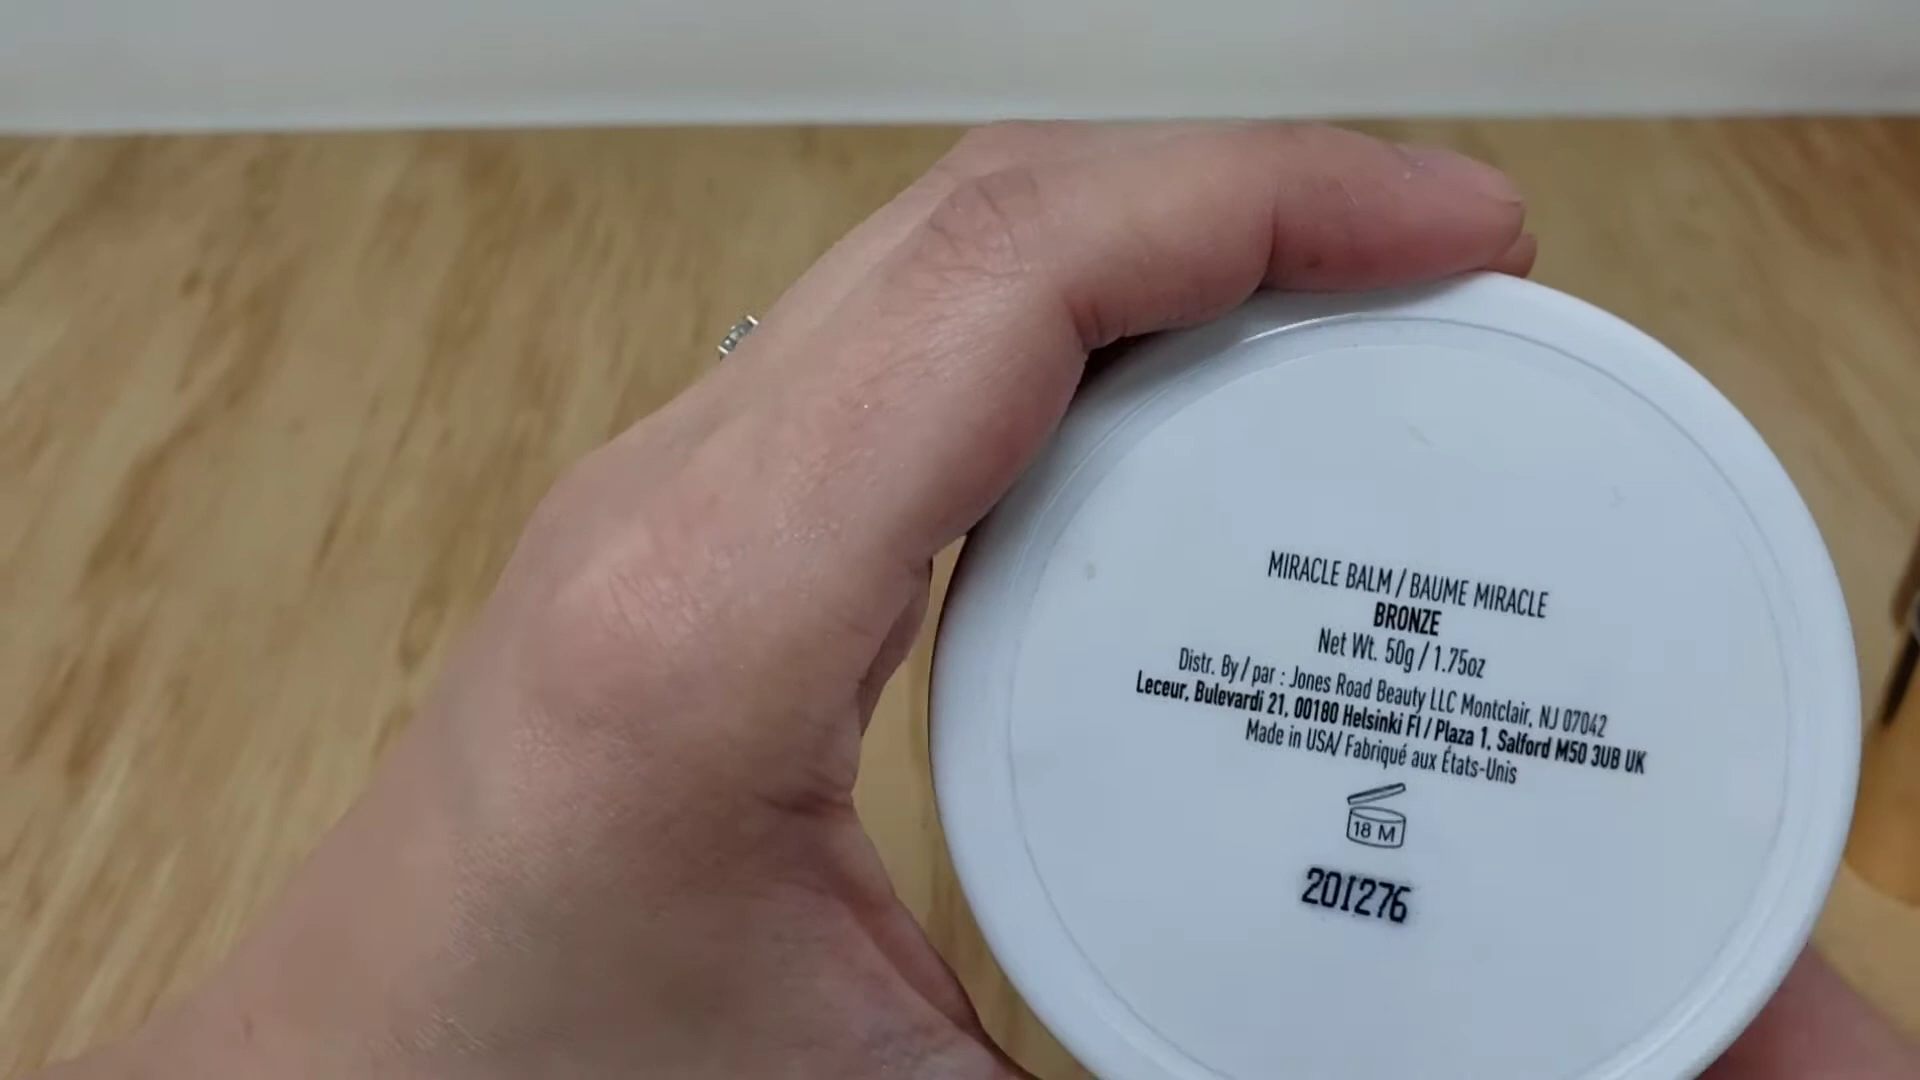 MIRACLE BALM / BAUME MIRACLE
BRONZE
Net Wt. 50g / 1.75oz
Distr. By / par : Jones Road Beauty LLC Montclair, NJ 07042
Leceur, Bulevardi 21, 00180 Helsinki FI / Plaza 1, Salford M50 3UB UK
Made in USA/ Fabriqué aux États-Unis
18 M
201276